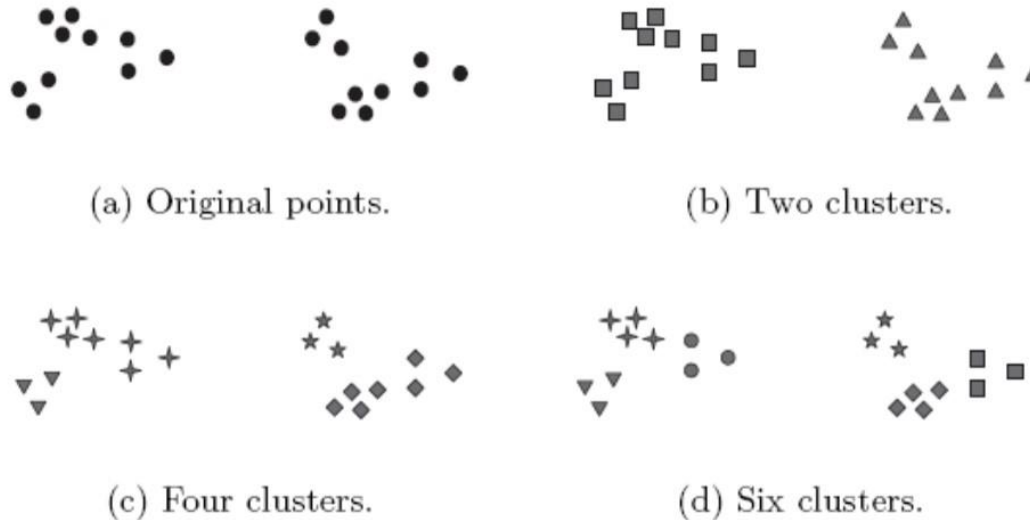 (a) Original points.
(b) Two clusters.
(c) Four clusters.
(d) Six clusters.